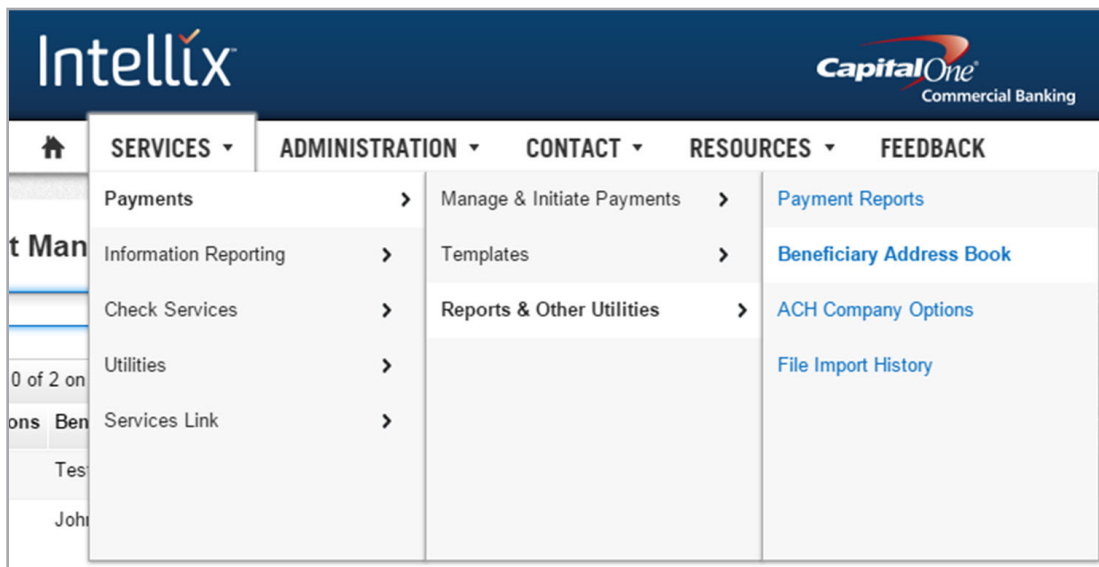 Intellix
CapitalOne®
Commercial Banking
SERVICES ADMINISTRATION CONTACT RESOURCES FEEDBACK
Payments Manage & Initiate Payments Payment Reports
t Man Information Reporting Templates Beneficiary Address Book
Check Services Reports & Other Utilities ACH Company Options
0 of 2 on Utilities File Import History
ons Ben Services Link
Tes
John